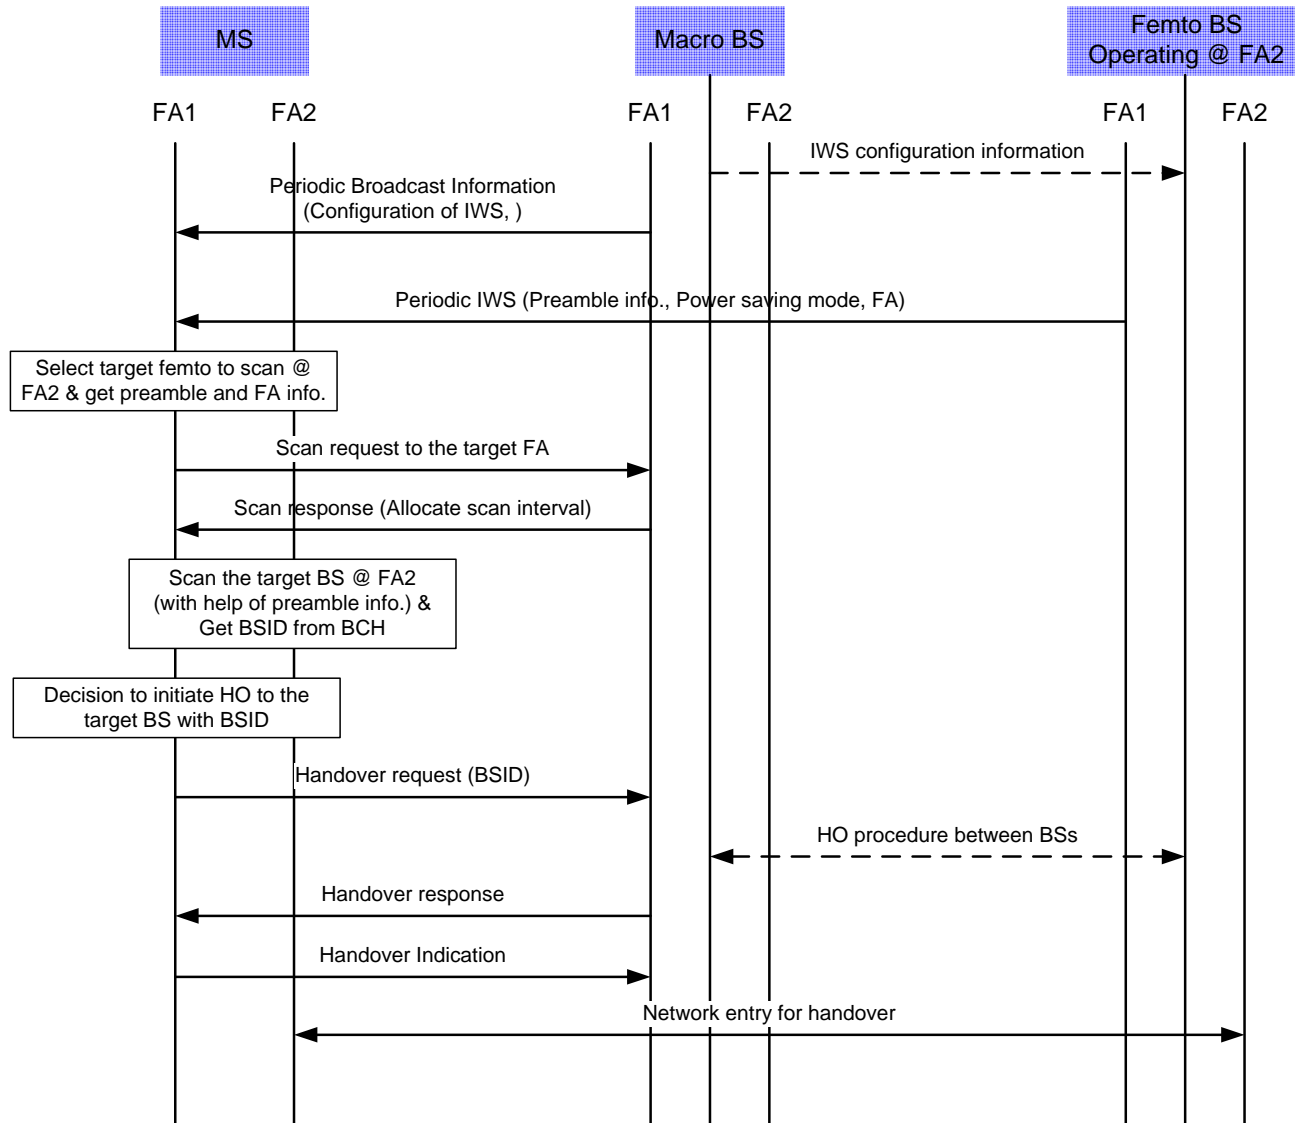 MS
Macro BS
Femto BS
Operating @ FA2
FA1
FA2
FA1
FA2
FA1
FA2
IWS configuration information
Periodic Broadcast Information
(Configuration of IWS, )
Periodic IWS (Preamble info., Power saving mode, FA)
Select target femto to scan @
FA2 & get preamble and FA info.
Scan request to the target FA
Scan response (Allocate scan interval)
Scan the target BS @ FA2
(with help of preamble info.) &
Get BSID from BCH
Decision to initiate HO to the
target BS with BSID
Handover request (BSID)
HO procedure between BSs
Handover response
Handover Indication
Network entry for handover